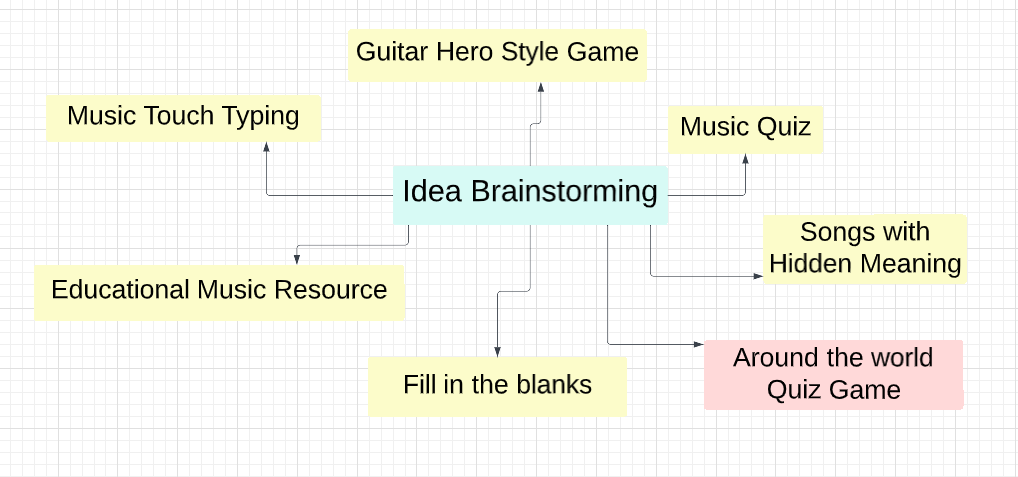 Guitar Hero Style Game
Music Touch Typing
Music Quiz
Idea Brainstorming
Songs with
Hidden Meaning
Educational Music Resource
Around the world
Quiz Game
Fill in the blanks